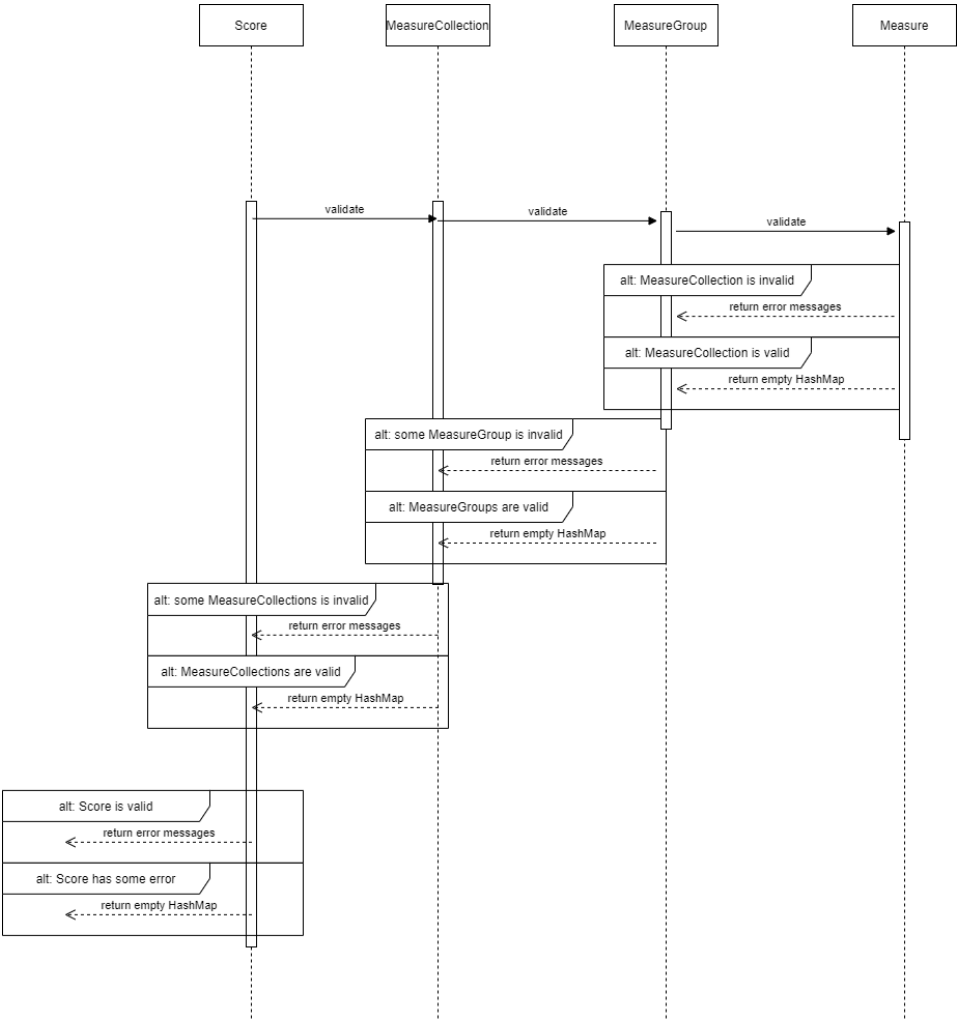 Score
MeasureCollection
MeasureGroup
Measure
validate
validate
validate
alt: MeasureCollection is invalid
return error messages
alt: MeasureCollection is valid
return empty HashMap
alt: some MeasureGroup is invalid
return error messages
alt: MeasureGroups are valid
return empty HashMap
alt: some MeasureCollections is invalid
return error messages
alt: MeasureCollections are valid
return empty HashMap
alt: Score is valid
return error messages
alt: Score has some error
return empty HashMap